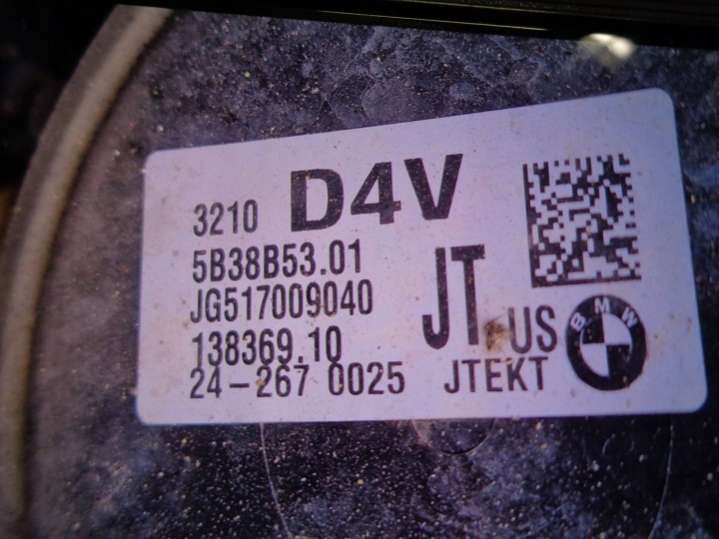 3210 D4V
5B38B53.01
JG517009040
138369.10
24-267 0025
JT US
JTEKT
BMW